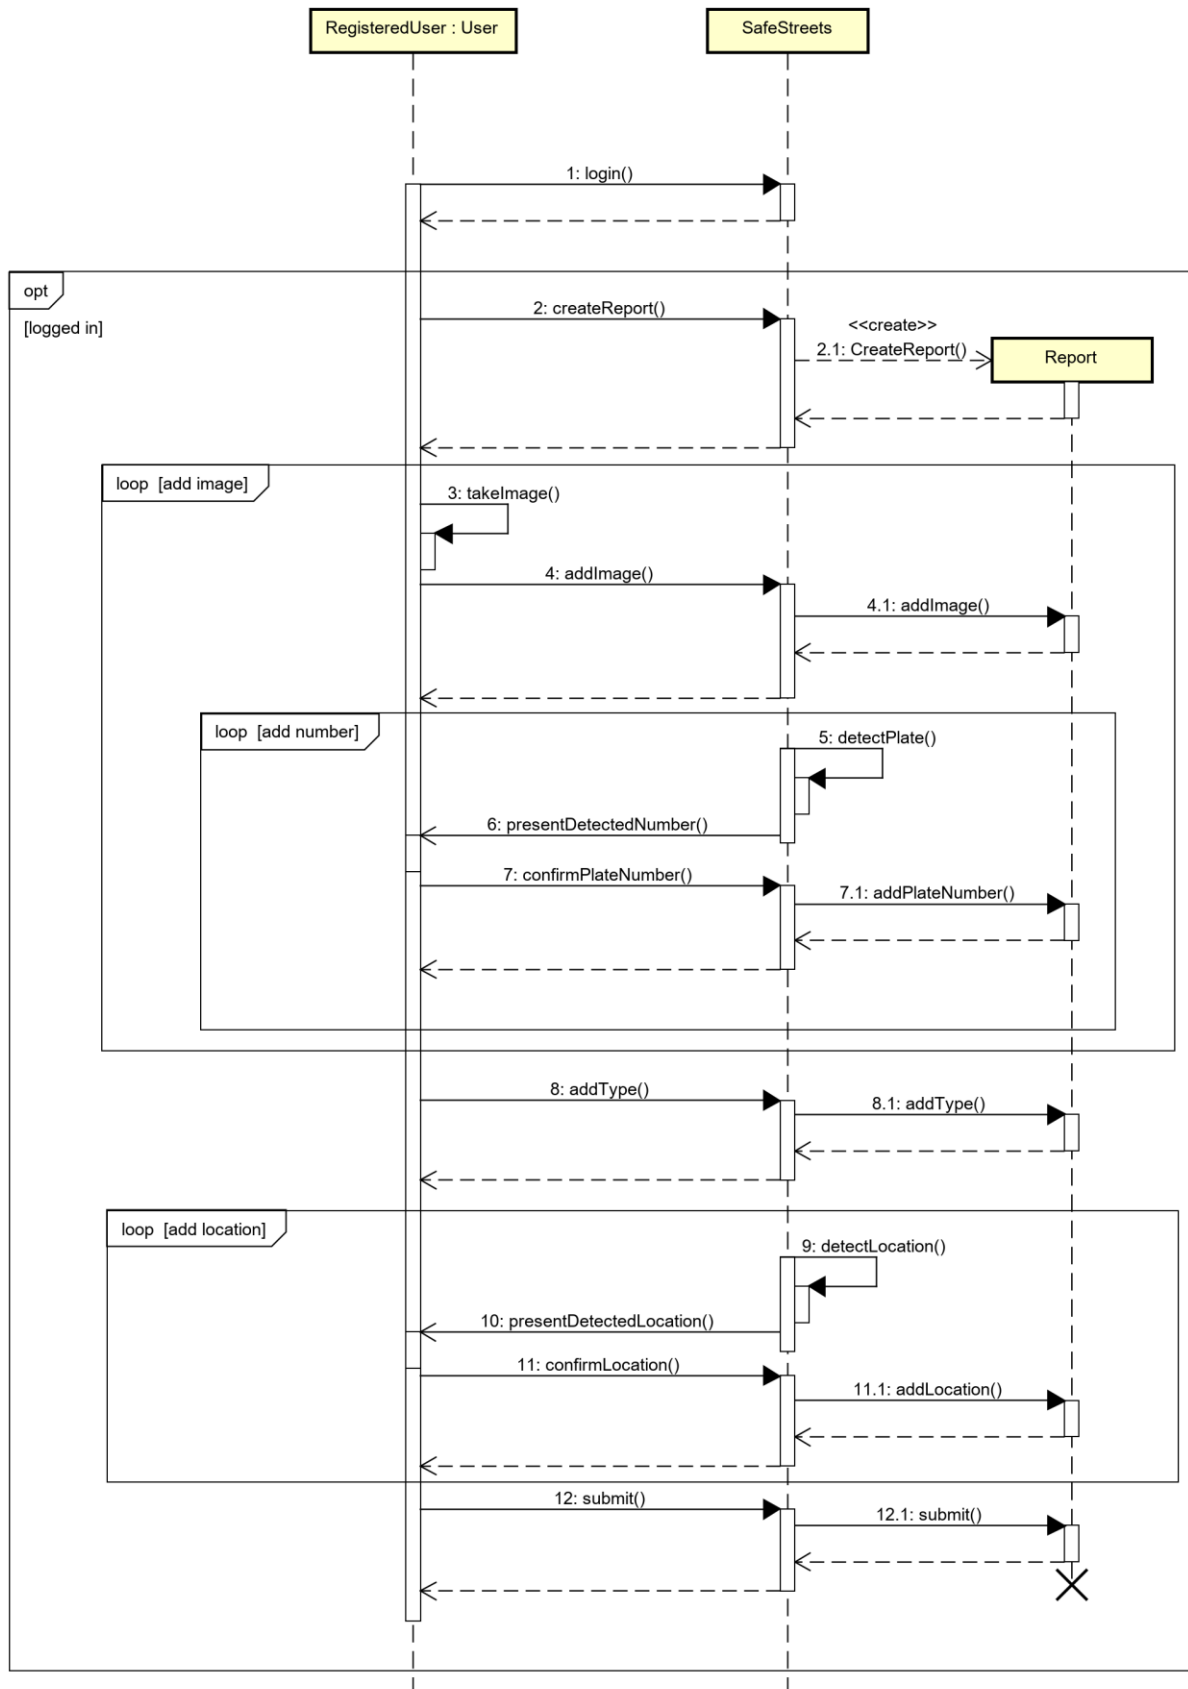 RegisteredUser : User
SafeStreets
1: login()
opt
[logged in]
2: createReport()
<<create>>
2.1: CreateReport()
Report
loop [add image]
3: takeImage()
4: addImage()
4.1: addImage()
loop [add number]
5: detectPlate()
6: presentDetectedNumber()
7: confirmPlateNumber()
7.1: addPlateNumber()
8: addType()
8.1: addType()
loop [add location]
9: detectLocation()
10: presentDetectedLocation()
11: confirmLocation()
11.1: addLocation()
12: submit()
12.1: submit()